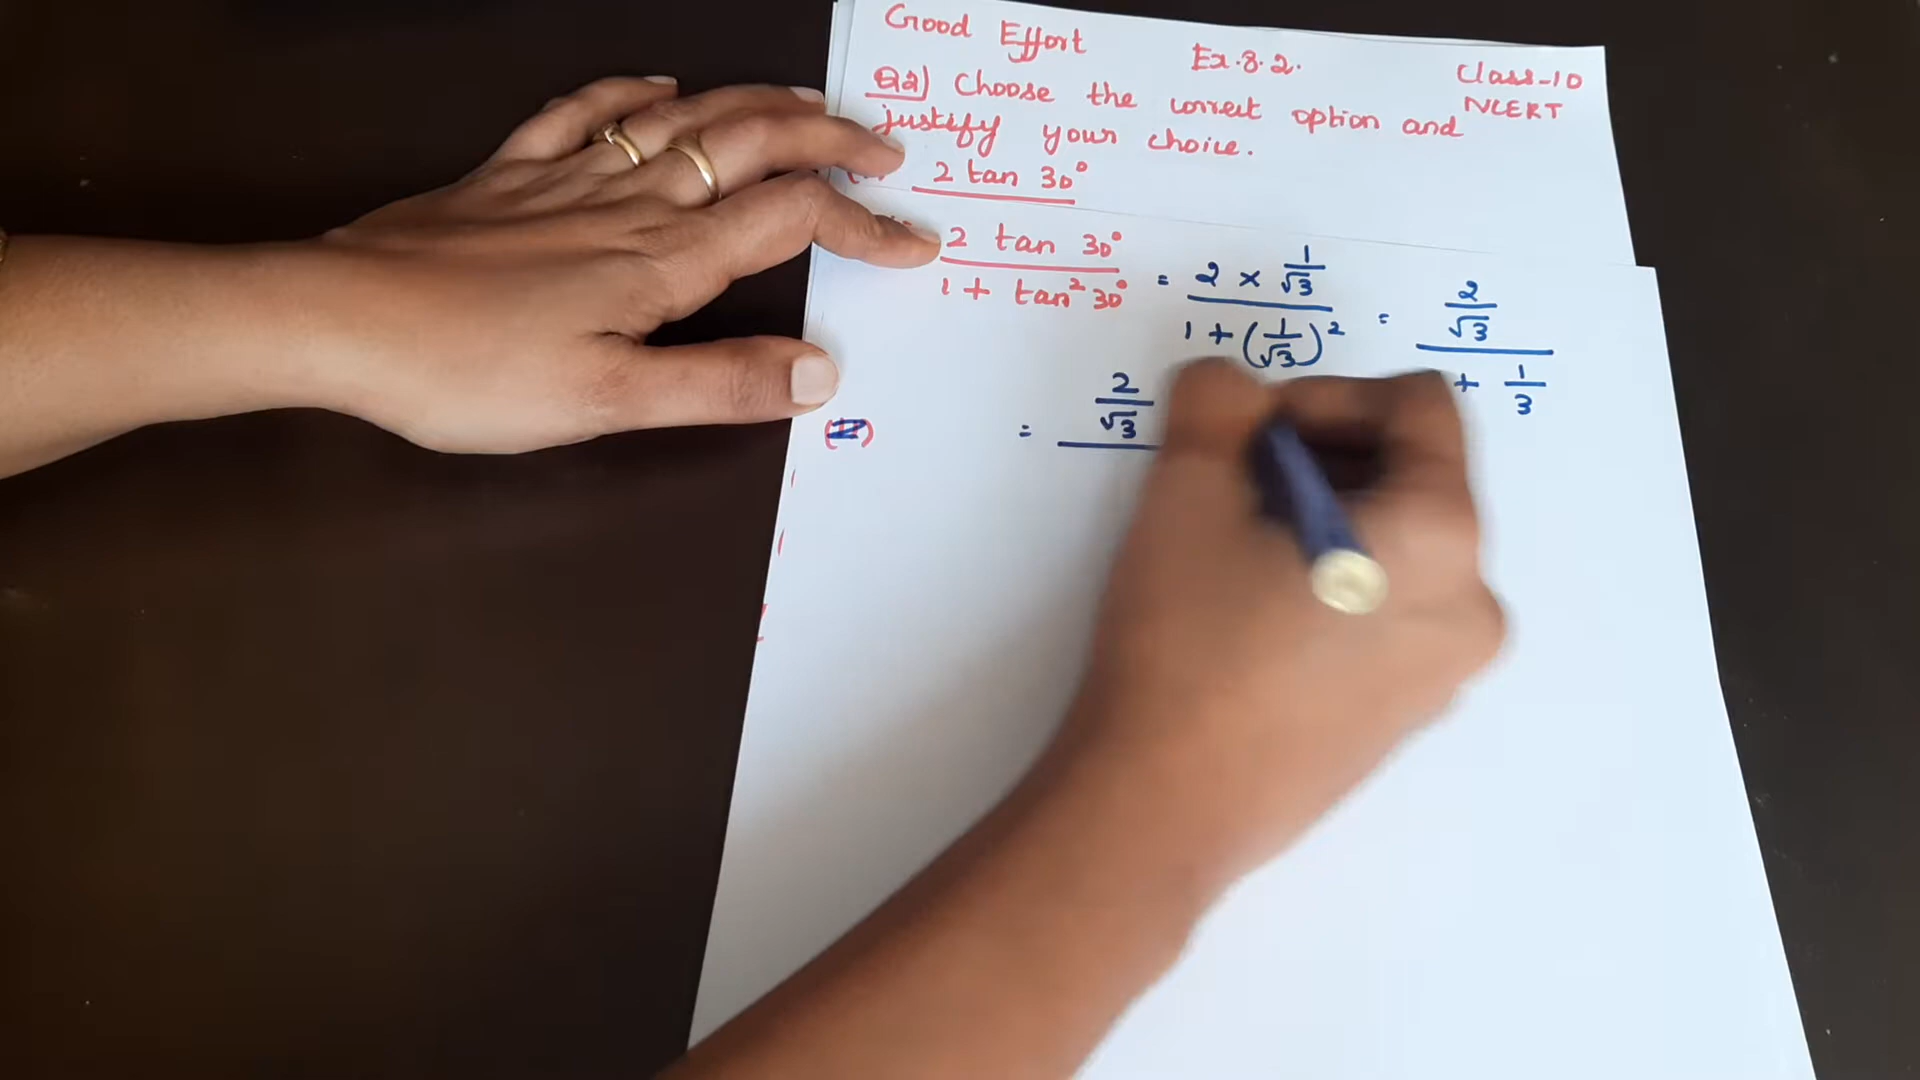 Good Effort Ex.8.2. Class-10
NCERT
Q2) Choose the correct option and
justify your choice.
2 tan 30°
2 tan 30° / 1 + tan² 30° = 2 × 1/√3 / 1 + (1/√3)² = 2/√3 / + 1/3
= 2/√3